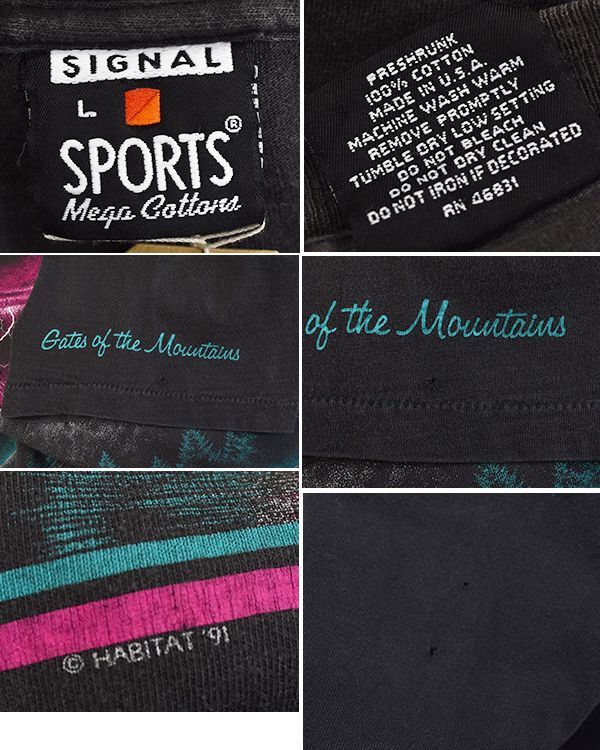 SIGNAL
L
SPORTS®
Mega Cottons
PRESHRUNK
100% COTTON
MADE IN U.S.A.
MACHINE WASH WARM
REMOVE PROMPTLY
TUMBLE DRY LOW SETTING
DO NOT BLEACH
DO NOT DRY CLEAN
DO NOT IRON IF DECORATED
RN 46831
Gates of the Mountains
of the Mountains
© HABITAT '91